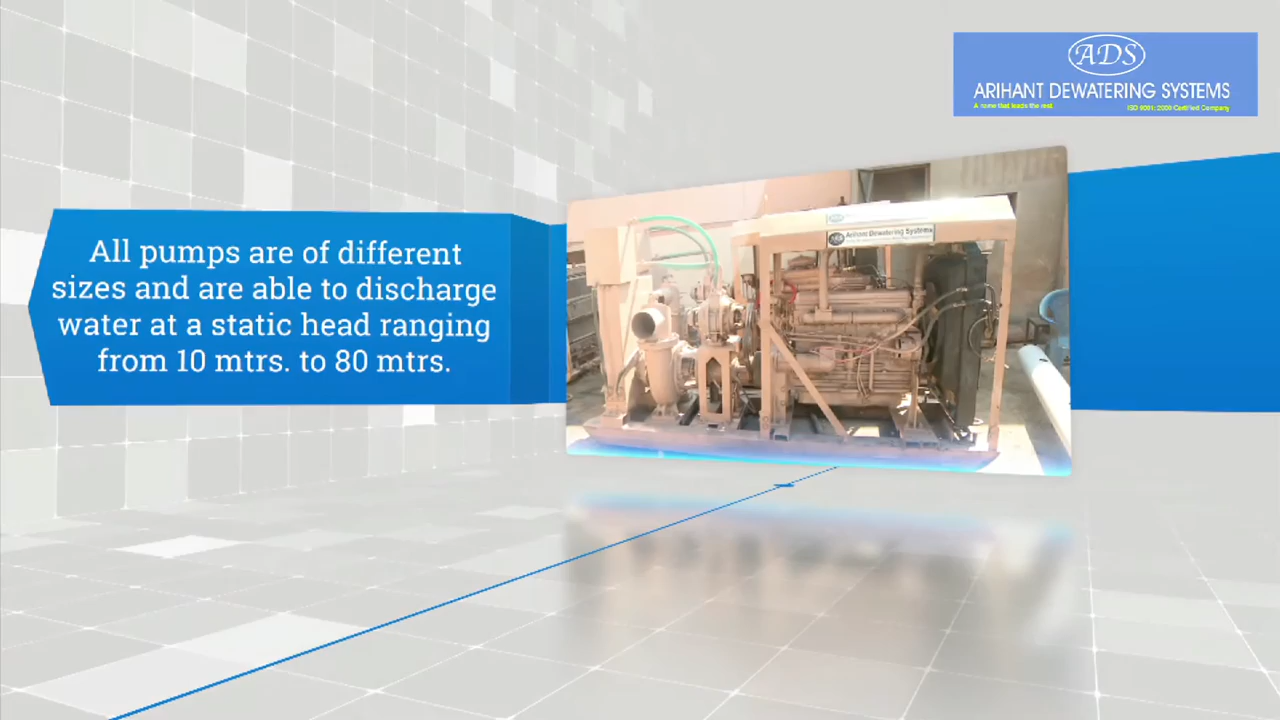 ADS
ARIHANT DEWATERING SYSTEMS
A name that leads the rest
ISO 9001:2000 Certified Company
All pumps are of different
sizes and are able to discharge
water at a static head ranging
from 10 mtrs. to 80 mtrs.
Arihant Dewatering Systems